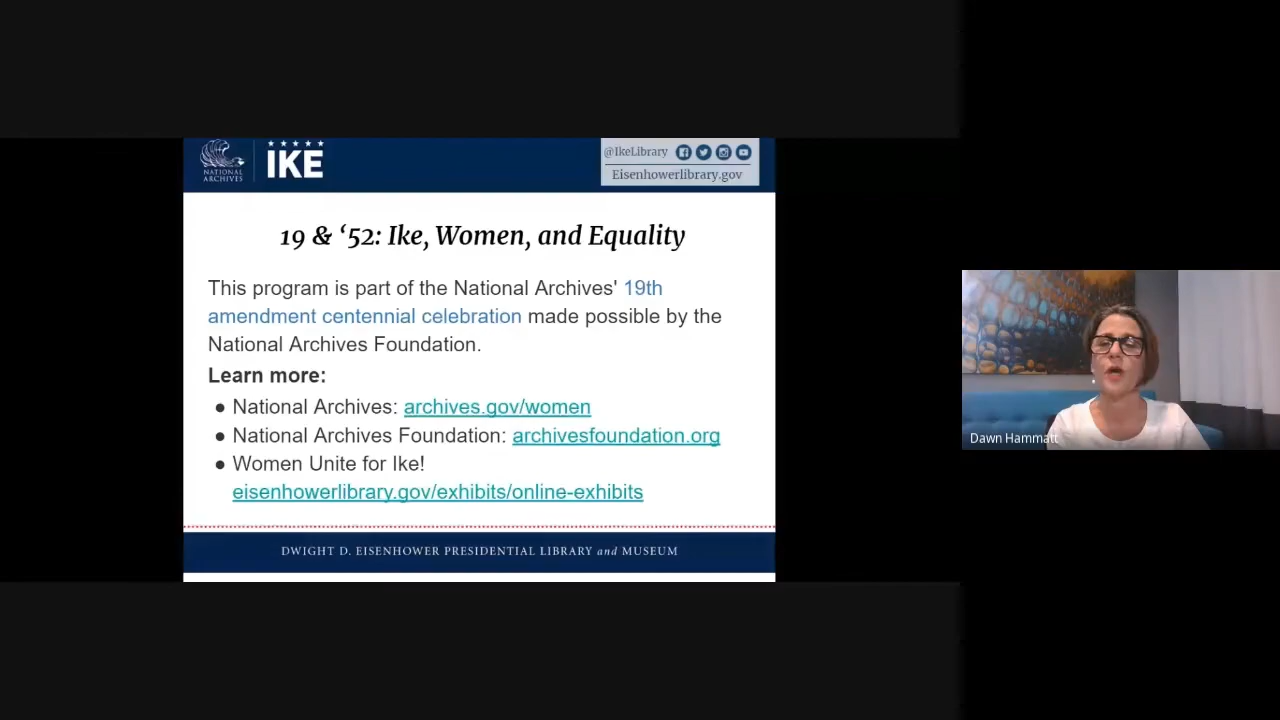 NATIONAL
ARCHIVES
IKE
@IkeLibrary
Eisenhowerlibrary.gov
19 & ‘52: Ike, Women, and Equality
This program is part of the National Archives' 19th
amendment centennial celebration made possible by the
National Archives Foundation.
Learn more:
● National Archives: archives.gov/women
● National Archives Foundation: archivesfoundation.org
● Women Unite for Ike!
eisenhowerlibrary.gov/exhibits/online-exhibits
DWIGHT D. EISENHOWER PRESIDENTIAL LIBRARY and MUSEUM
Dawn Hammatt